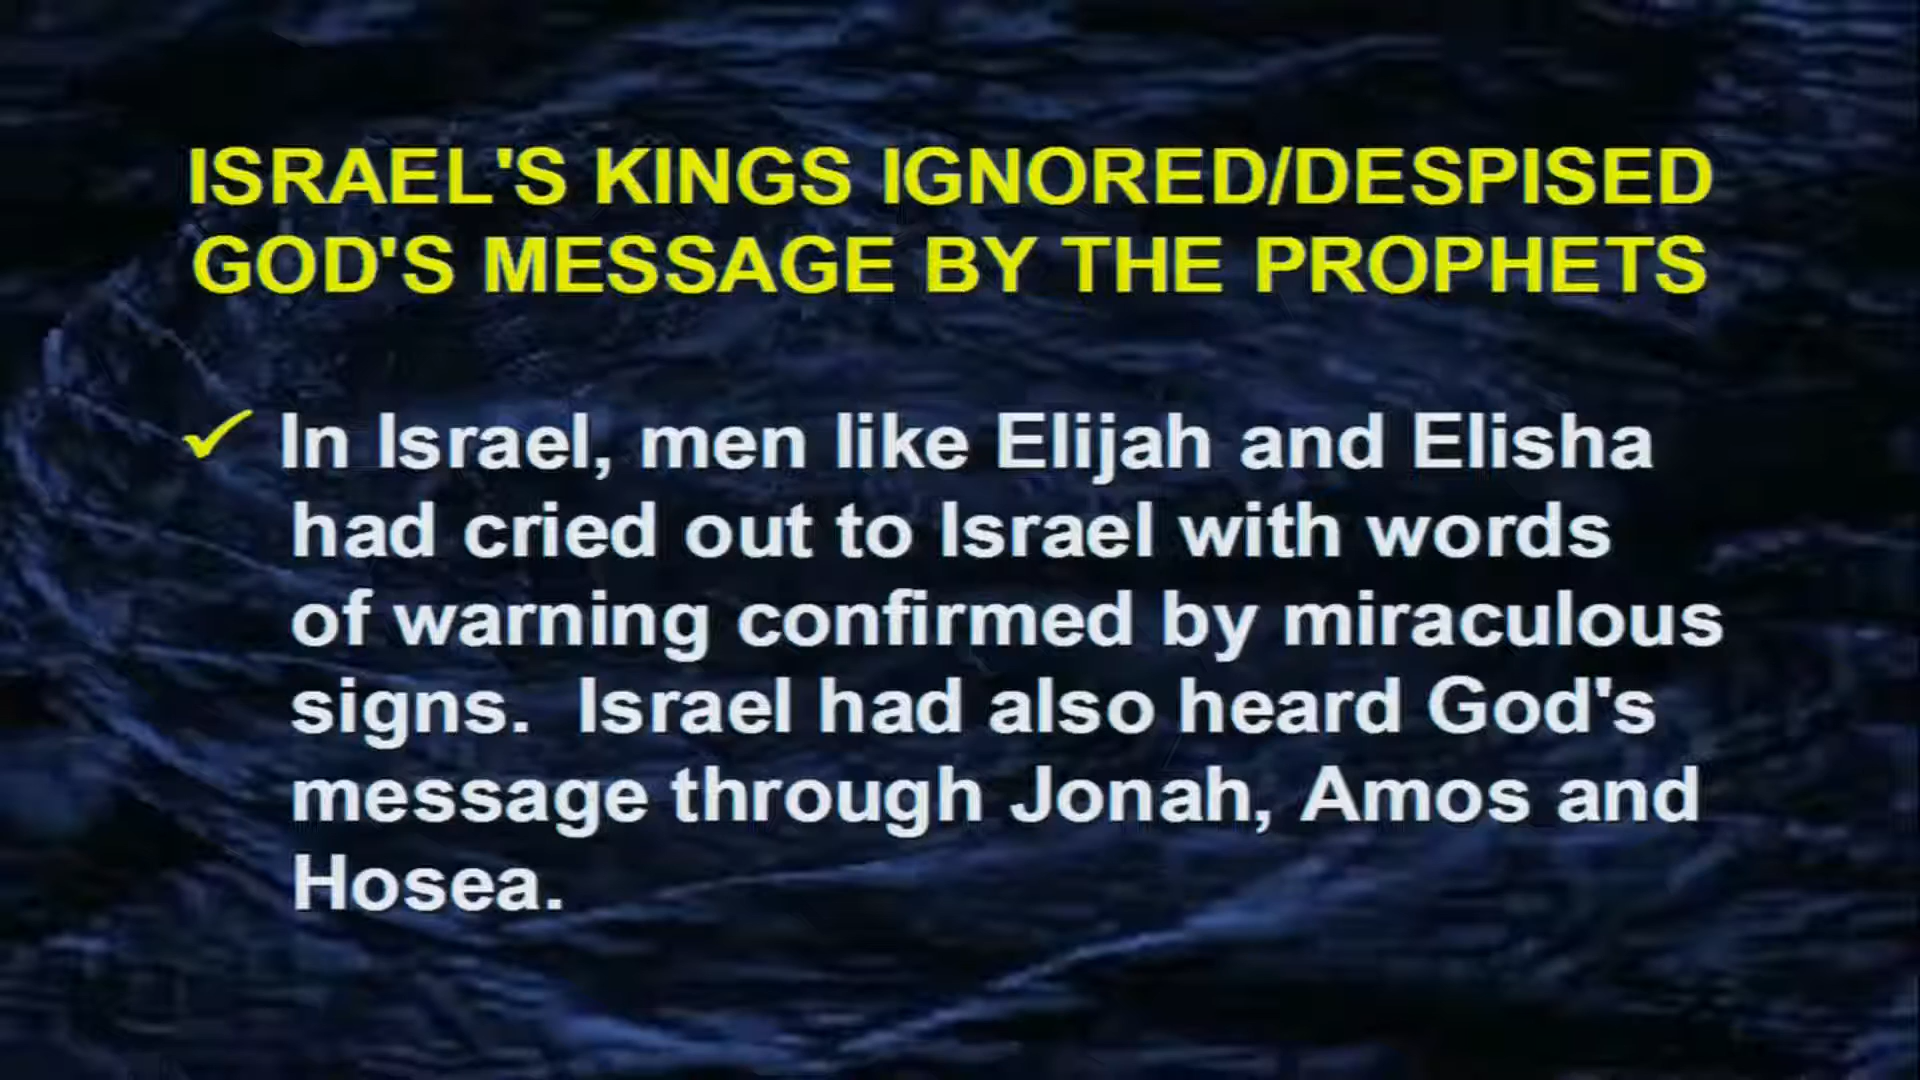 ISRAEL'S KINGS IGNORED/DESPISED
GOD'S MESSAGE BY THE PROPHETS
✓ In Israel, men like Elijah and Elisha
had cried out to Israel with words
of warning confirmed by miraculous
signs.  Israel had also heard God's
message through Jonah, Amos and
Hosea.